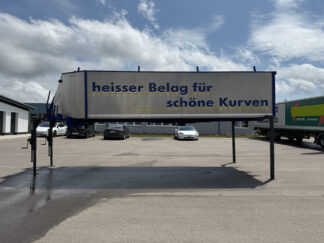 heisser Belag für
schöne Kurven